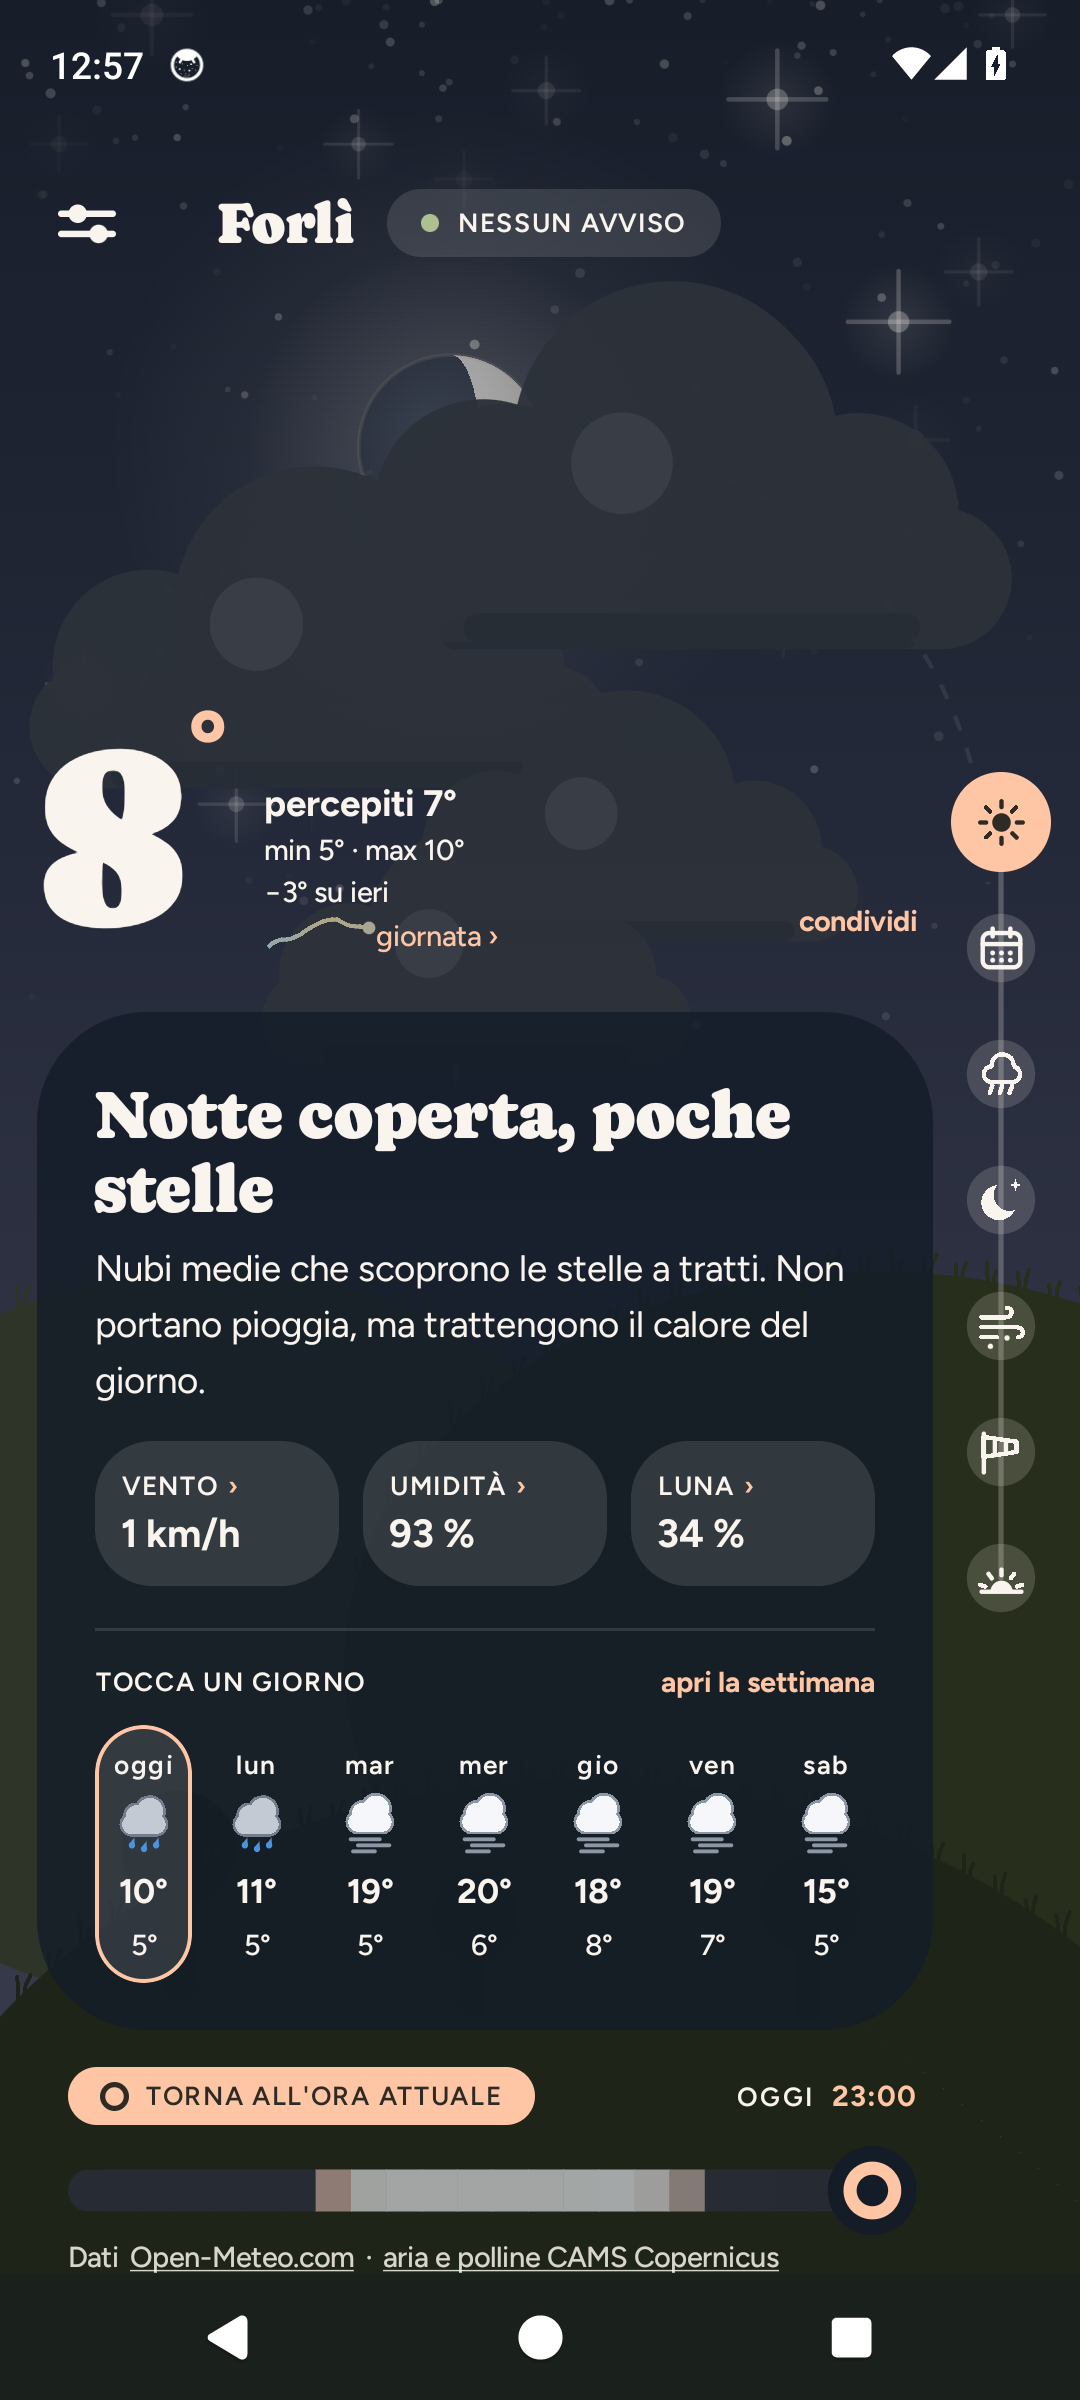 12:57
Forlì
NESSUN AVVISO
8
percepiti 7°
min 5° · max 10°
−3° su ieri
giornata ›
condividi
Notte coperta, poche
stelle
Nubi medie che scoprono le stelle a tratti. Non
portano pioggia, ma trattengono il calore del
giorno.
VENTO › UMIDITÀ › LUNA ›
1 km/h 93 % 34 %
TOCCA UN GIORNO apri la settimana
oggi lun mar mer gio ven sab
10° 11° 19° 20° 18° 19° 15°
5° 5° 5° 6° 8° 7° 5°
TORNA ALL'ORA ATTUALE OGGI 23:00
Dati Open-Meteo.com · aria e polline CAMS Copernicus